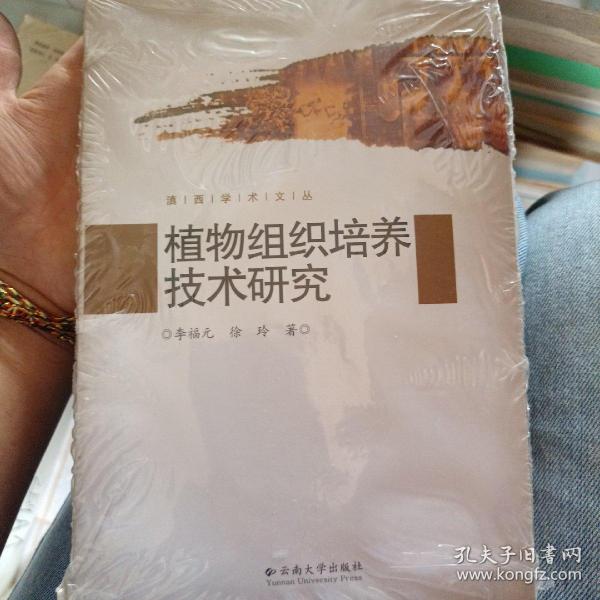 滇|西|学|术|文|丛
植物组织培养
技术研究
◎李福元 徐 玲 著◎
云南大学出版社
Yunnan University Press
孔夫子旧书网
www.kongfz.com